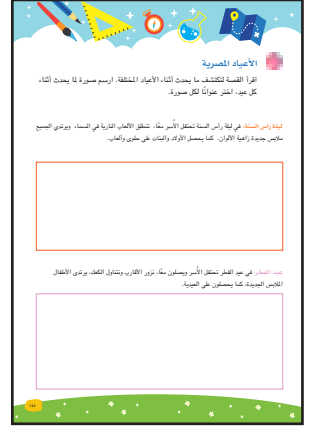 الأعياد المصرية
اقرأ القصة لتكتشف ما يحدث أثناء الأعياد المختلفة. ارسم صورة لما يحدث أثناء
كل عيد، اختر عنوانًا لكل صورة.
ليلة رأس السنة: في ليلة رأس السنة تحتفل الأسر معًا. تنطلق الألعاب النارية في السماء ويرتدي الجميع
ملابس جديدة زاهية الألوان. كما يحصل الأولاد والبنات على حلوى وألعاب.
عيد الفطر: في عيد الفطر تحتفل الأسر ويصلون معًا، نزور الأقارب ونتناول الكعك. يرتدي الأطفال
الملابس الجديدة، كما يحصلون على العيدية.